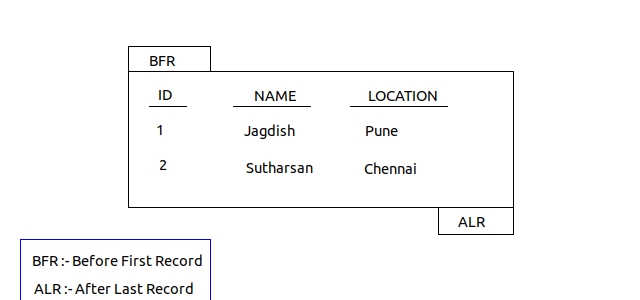 BFR
ID NAME LOCATION
1 Jagdish Pune
2 Sutharsan Chennai
ALR
BFR :- Before First Record
ALR :- After Last Record